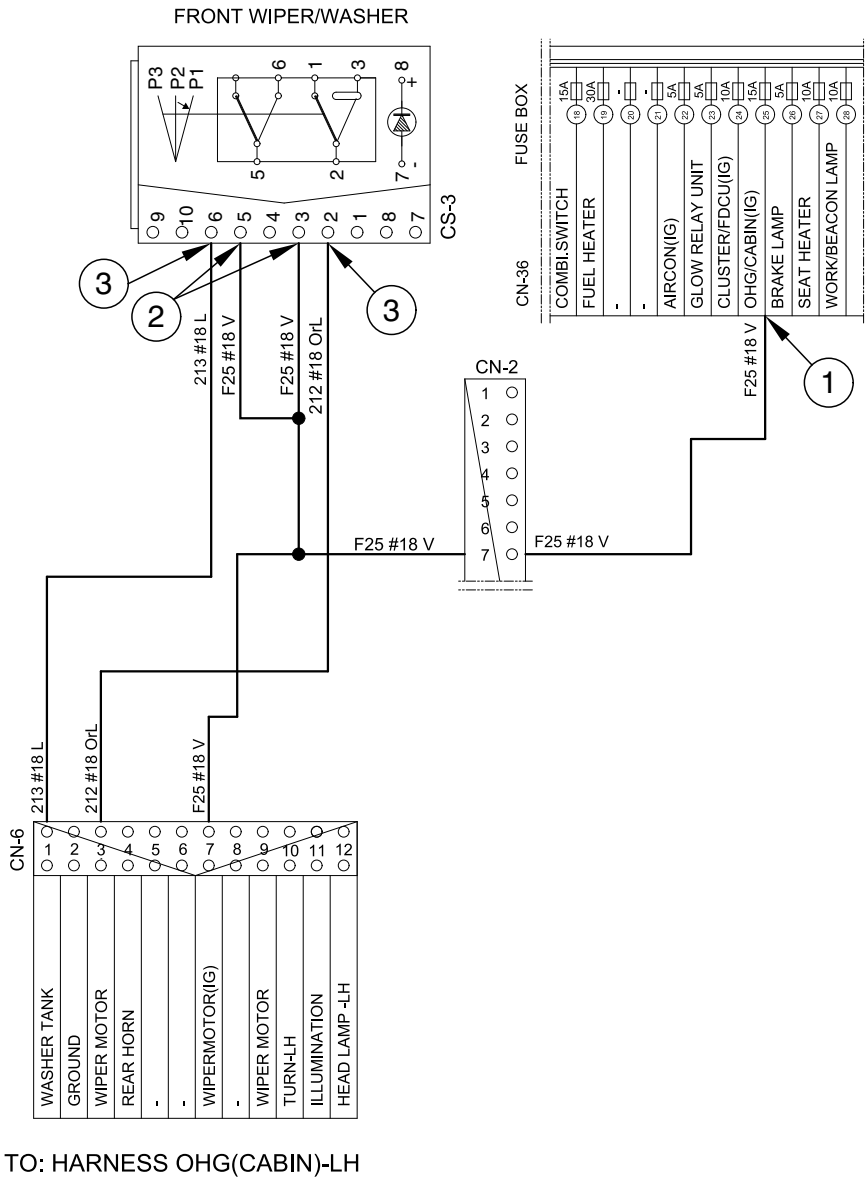 FRONT WIPER/WASHER
P3
P2
P1
6
1
3
8
+
5
2
7
-
9
10
6
5
4
3
2
1
8
7
CS-3
3
2
3
213 #18 L
F25 #18 V
F25 #18 V
212 #18 OrL
FUSE BOX
CN-36
15A
30A
-
-
5A
5A
10A
15A
5A
10A
10A
18
19
20
21
22
23
24
25
26
27
28
COMBI.SWITCH
FUEL HEATER
-
-
AIRCON(IG)
GLOW RELAY UNIT
CLUSTER/FDCU(IG)
OHG/CABIN(IG)
BRAKE LAMP
SEAT HEATER
WORK/BEACON LAMP
F25 #18 V
1
CN-2
1
2
3
4
5
6
7
F25 #18 V
F25 #18 V
213 #18 L
212 #18 OrL
F25 #18 V
CN-6
1
2
3
4
5
6
7
8
9
10
11
12
WASHER TANK
GROUND
WIPER MOTOR
REAR HORN
-
-
WIPERMOTOR(IG)
-
WIPER MOTOR
TURN-LH
ILLUMINATION
HEAD LAMP -LH
TO: HARNESS OHG(CABIN)-LH